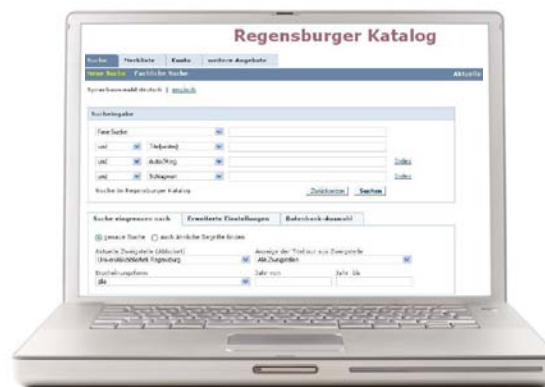 Regensburger Katalog
Suche Merkliste Konto weitere Angebote
Neue Suche Fachliche Suche Aktuelle
Sprachauswahl deutsch | englisch
Sucheingabe
Freie Suche
und Titel(wörter)
und Autor/Hrsg. Index
und Schlagwort Index
Suche im Regensburger Katalog Zurücksetzen Suchen
Suche eingrenzen nach Erweiterte Einstellungen Datenbank-Auswahl
genaue Suche auch ähnliche Begriffe finden
Aktuelle Zweigstelle (Abholort) Anzeige der Titel nur aus Zweigstelle
Universitätsbibliothek Regensburg Alle Zweigstellen
Erscheinungsform Jahr von Jahr bis
alle